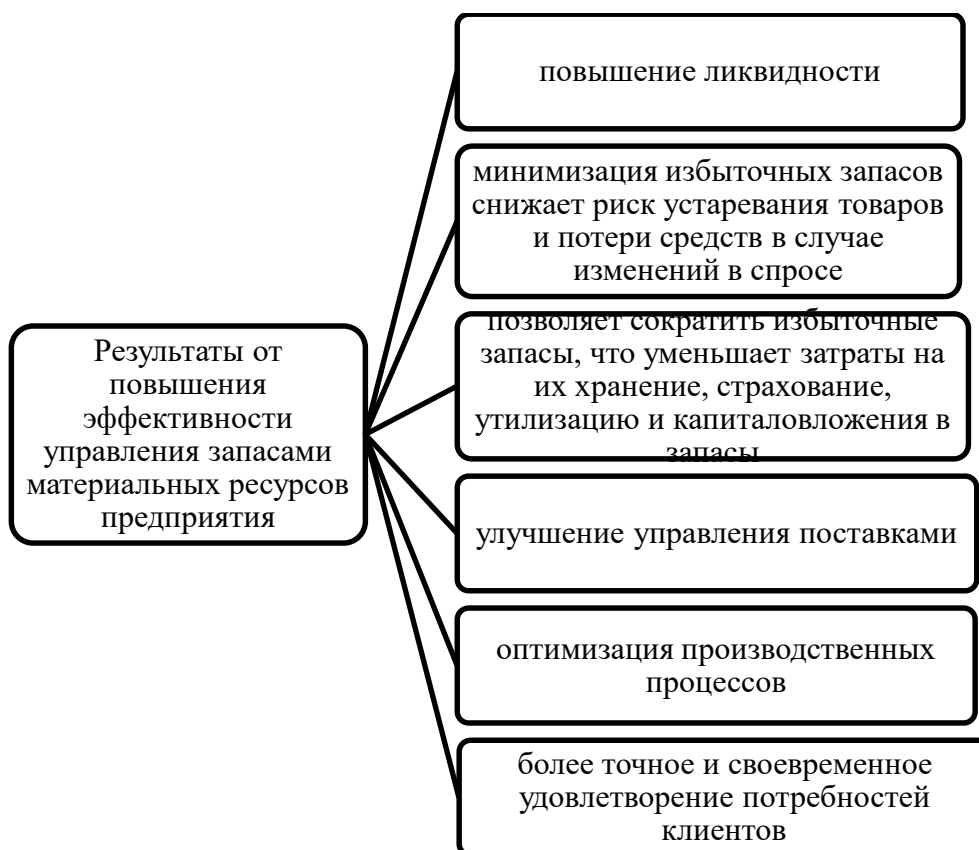 Результаты от
повышения
эффективности
управления запасами
материальных ресурсов
предприятия
повышение ликвидности
минимизация избыточных запасов
снижает риск устаревания товаров
и потери средств в случае
изменений в спросе
позволяет сократить избыточные
запасы, что уменьшает затраты на
их хранение, страхование,
утилизацию и капиталовложения в
запасы
улучшение управления поставками
оптимизация производственных
процессов
более точное и своевременное
удовлетворение потребностей
клиентов